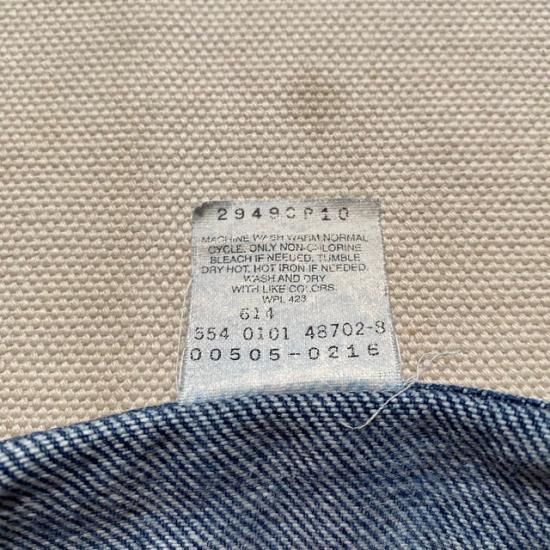 2949CP10
MACHINE WASH WARM NORMAL
CYCLE. ONLY NON-CHLORINE
BLEACH IF NEEDED. TUMBLE
DRY HOT. HOT IRON IF NEEDED.
WASH AND DRY
WITH LIKE COLORS.
WPL 423
614
554 0101 48702-8
00505-0216